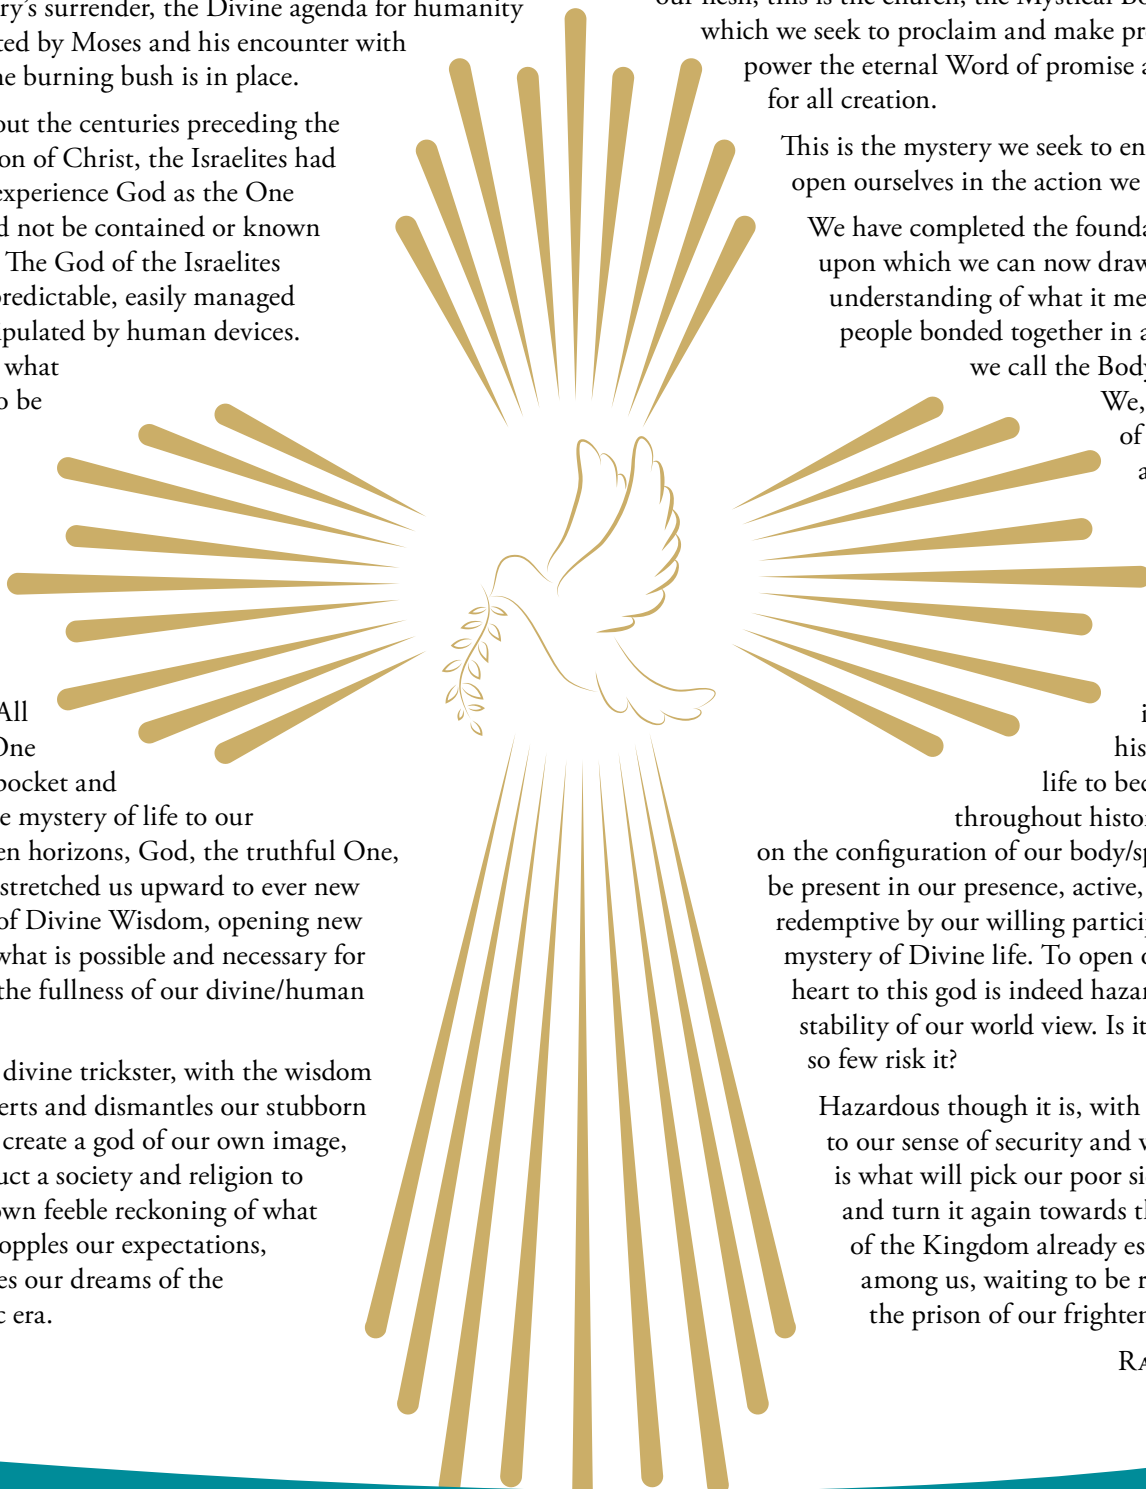 ry's surrender, the Divine agenda for humanity
ted by Moses and his encounter with
he burning bush is in place.
out the centuries preceding the
on of Christ, the Israelites had
experience God as the One
d not be contained or known
The God of the Israelites
predictable, easily managed
ipulated by human devices.
what
o be
All
One
pocket and
e mystery of life to our
en horizons, God, the truthful One,
stretched us upward to ever new
of Divine Wisdom, opening new
what is possible and necessary for
the fullness of our divine/human
divine trickster, with the wisdom
erts and dismantles our stubborn
create a god of our own image,
uct a society and religion to
own feeble reckoning of what
opples our expectations,
es our dreams of the
c era.
our flesh, this is the church, the Mystical Bo
which we seek to proclaim and make pr
power the eternal Word of promise a
for all creation.
This is the mystery we seek to en
open ourselves in the action we
We have completed the founda
upon which we can now draw
understanding of what it me
people bonded together in a
we call the Body
We,
of
a
i
his
life to bec
throughout histo
on the configuration of our body/sp
be present in our presence, active,
redemptive by our willing particip
mystery of Divine life. To open o
heart to this god is indeed hazar
stability of our world view. Is it
so few risk it?
Hazardous though it is, with
to our sense of security and w
is what will pick our poor si
and turn it again towards th
of the Kingdom already es
among us, waiting to be r
the prison of our frighten
RA